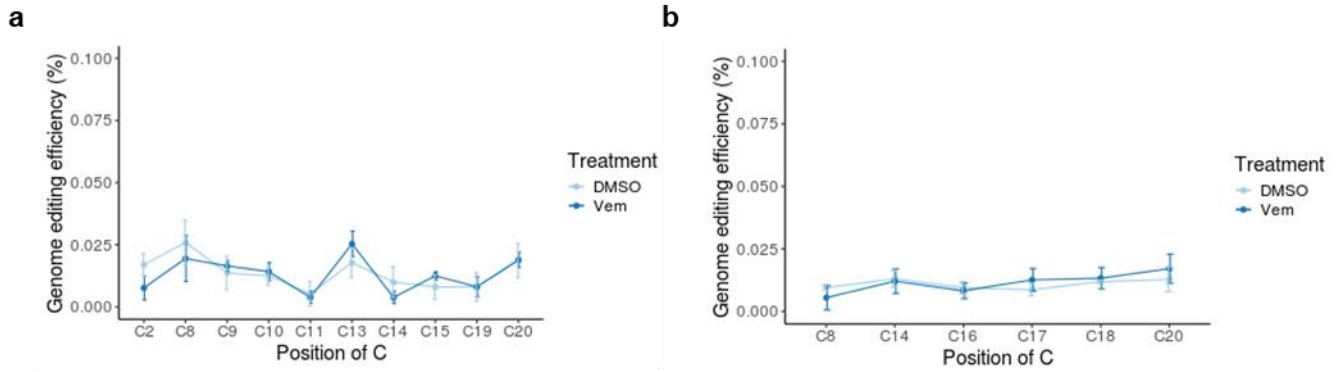 a
Genome editing efficiency (%)
0.100
0.075
0.050
0.025
0.000
C2 C8 C9 C10 C11 C13 C14 C15 C19 C20
Position of C
Treatment
DMSO
Vem
b
Genome editing efficiency (%)
0.100
0.075
0.050
0.025
0.000
C8 C14 C16 C17 C18 C20
Position of C
Treatment
DMSO
Vem